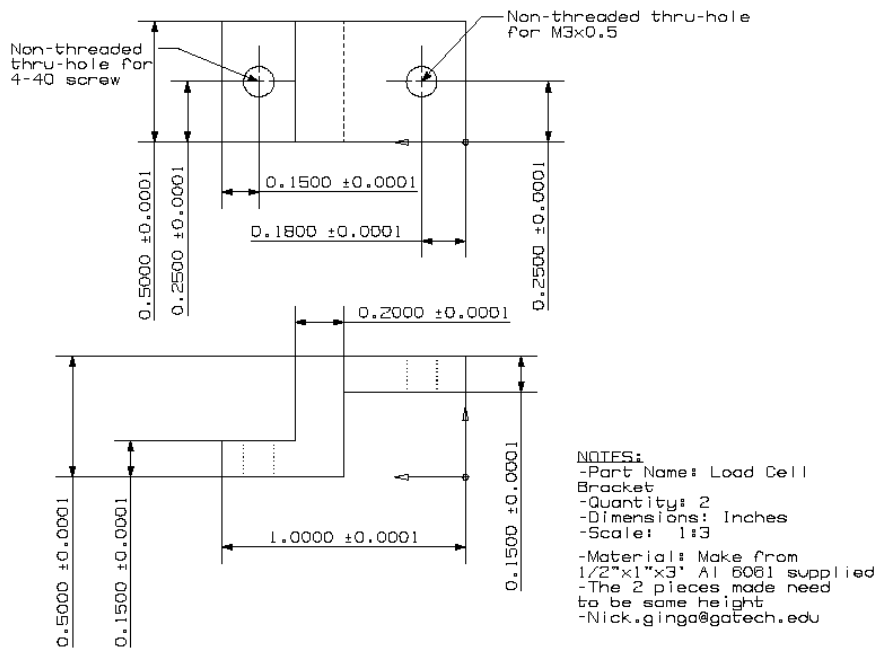 Non-threaded thru-hole
for M3x0.5
Non-threaded
thru-hole for
4-40 screw
0.1500 ±0.0001
0.1800 ±0.0001
0.5000 ±0.0001
0.2500 ±0.0001
0.2500 ±0.0001
0.2000 ±0.0001
0.5000 ±0.0001
0.1500 ±0.0001
1.0000 ±0.0001
0.1500 ±0.0001
NOTES:
-Part Name: Load Cell
Bracket
-Quantity: 2
-Dimensions: Inches
-Scale: 1:3
-Material: Make from
1/2"x1"x3' Al 6061 supplied
-The 2 pieces made need
to be same height
-Nick.ginga@gatech.edu